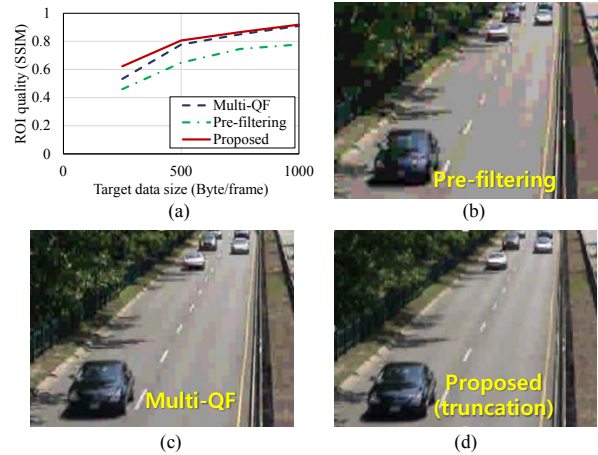 1
0.8
0.6
0.4
0.2
0
ROI quality (SSIM)
Multi-QF
Pre-filtering
Proposed
0
500
1000
Target data size (Byte/frame)
(a)
Pre-filtering
(b)
Multi-QF
(c)
Proposed
(truncation)
(d)